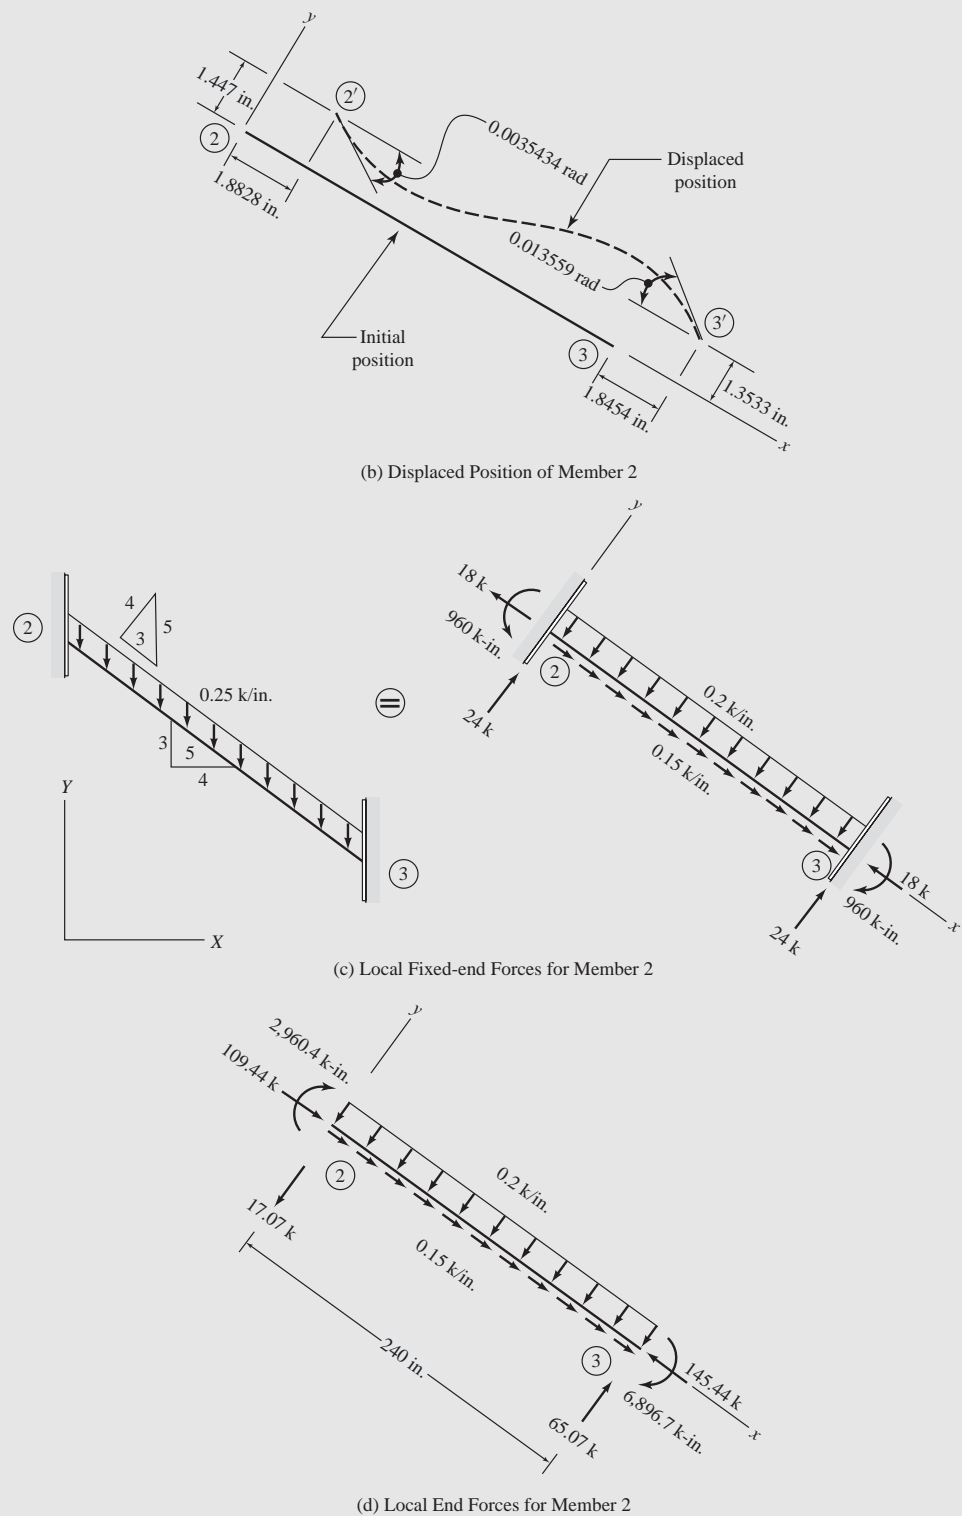 y
1.447 in.
2′
2
0.0035434 rad
Displaced
position
1.8828 in.
0.013559 rad
3′
Initial
position
3
1.3533 in.
1.8454 in.
x
(b) Displaced Position of Member 2
2
4
3
5
0.25 k/in.
3
5
4
Y
X
3
=
y
18 k
960 k-in.
2
24 k
0.2 k/in.
0.15 k/in.
3
18 k
960 k-in.
24 k
x
(c) Local Fixed-end Forces for Member 2
y
2,960.4 k-in.
109.44 k
2
17.07 k
0.2 k/in.
0.15 k/in.
240 in.
3
145.44 k
6,896.7 k-in.
65.07 k
x
(d) Local End Forces for Member 2